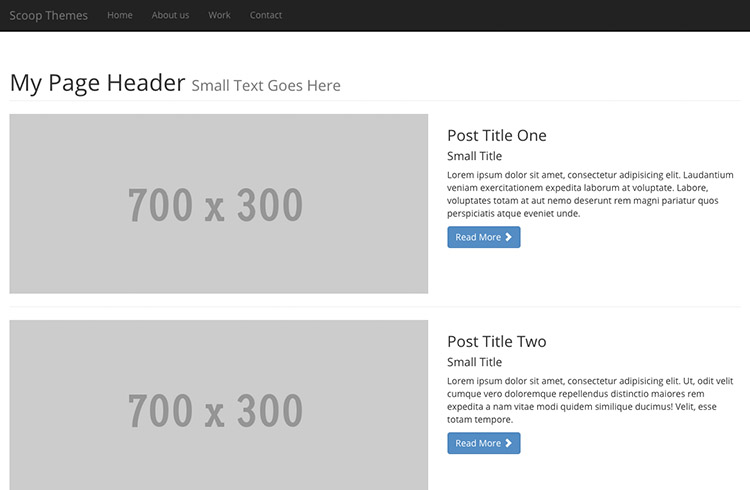 Scoop Themes Home About us Work Contact
My Page Header Small Text Goes Here
700 x 300
Post Title One
Small Title
Lorem ipsum dolor sit amet, consectetur adipisicing elit. Laudantium
veniam exercitationem expedita laborum at voluptate. Labore,
voluptates totam at aut nemo deserunt rem magni pariatur quos
perspiciatis atque eveniet unde.
Read More
700 x 300
Post Title Two
Small Title
Lorem ipsum dolor sit amet, consectetur adipisicing elit. Ut, odit velit
cumque vero doloremque repellendus distinctio maiores rem
expedita a nam vitae modi quidem similique ducimus! Velit, esse
totam tempore.
Read More